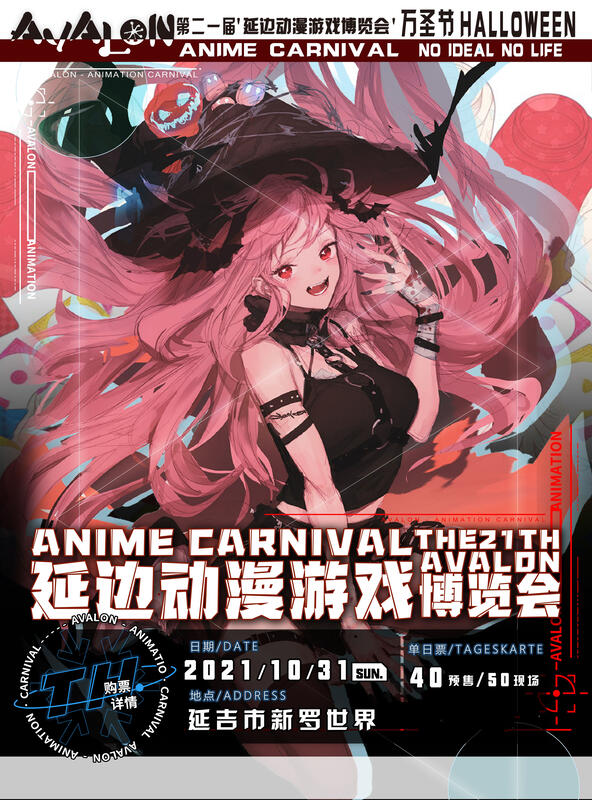 AVALON 第二一届'延边动漫游戏博览会' 万圣节 HALLOWEEN
ANIME CARNIVAL NO IDEAL NO LIFE
AVALON - ANIMATION CARNIVAL
AVALON
ANIMATION
ANIMATION
AVALON - ANIMATION CARNIVAL
ANIME CARNIVAL THE21TH
AVALON
延边动漫游戏博览会
AVALON
AVALON - ANIMATION - CARNIVAL
AVALON - ANIMATION - CARNIVAL
购票
详情
日期/DATE
2021/10/31 SUN.
地点/ADDRESS
延吉市新罗世界
单日票/TAGESKARTE
40 预售/50 现场